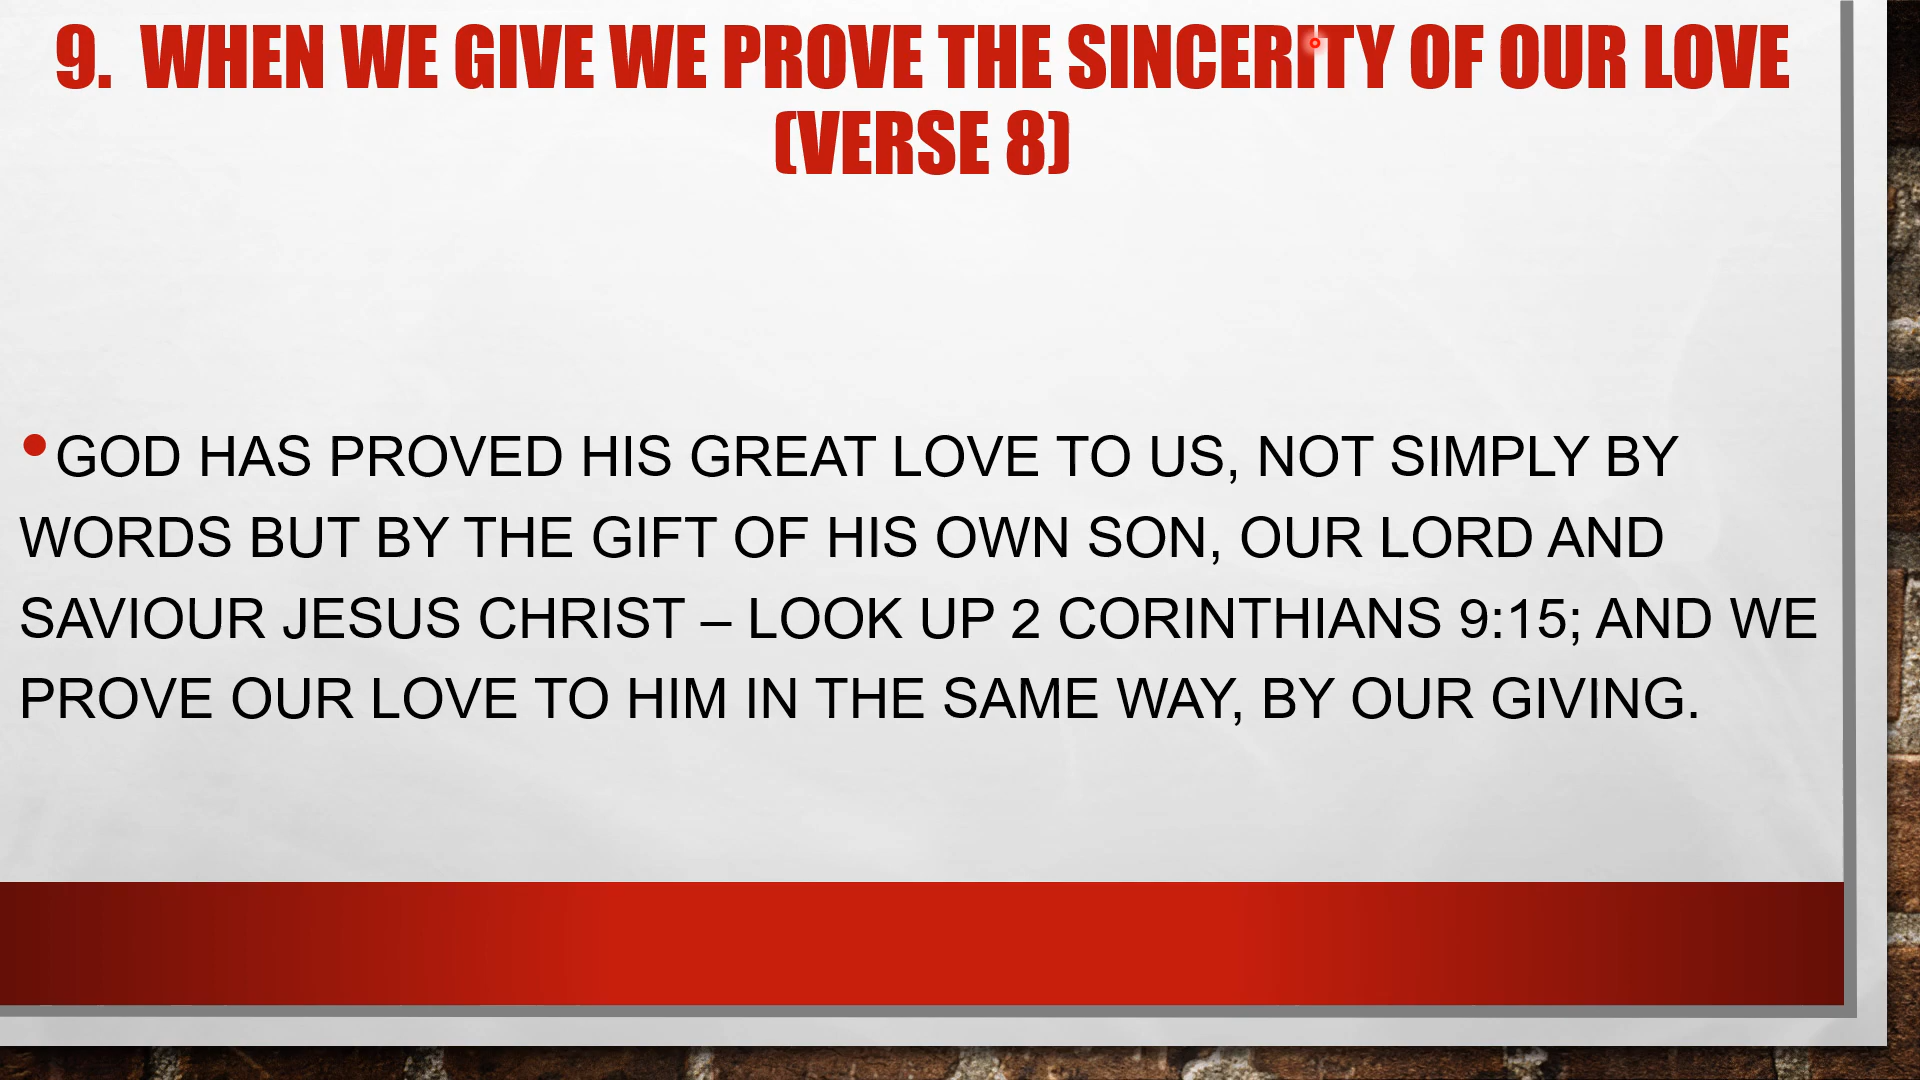 9. WHEN WE GIVE WE PROVE THE SINCERITY OF OUR LOVE
(VERSE 8)
•GOD HAS PROVED HIS GREAT LOVE TO US, NOT SIMPLY BY
WORDS BUT BY THE GIFT OF HIS OWN SON, OUR LORD AND
SAVIOUR JESUS CHRIST – LOOK UP 2 CORINTHIANS 9:15; AND WE
PROVE OUR LOVE TO HIM IN THE SAME WAY, BY OUR GIVING.